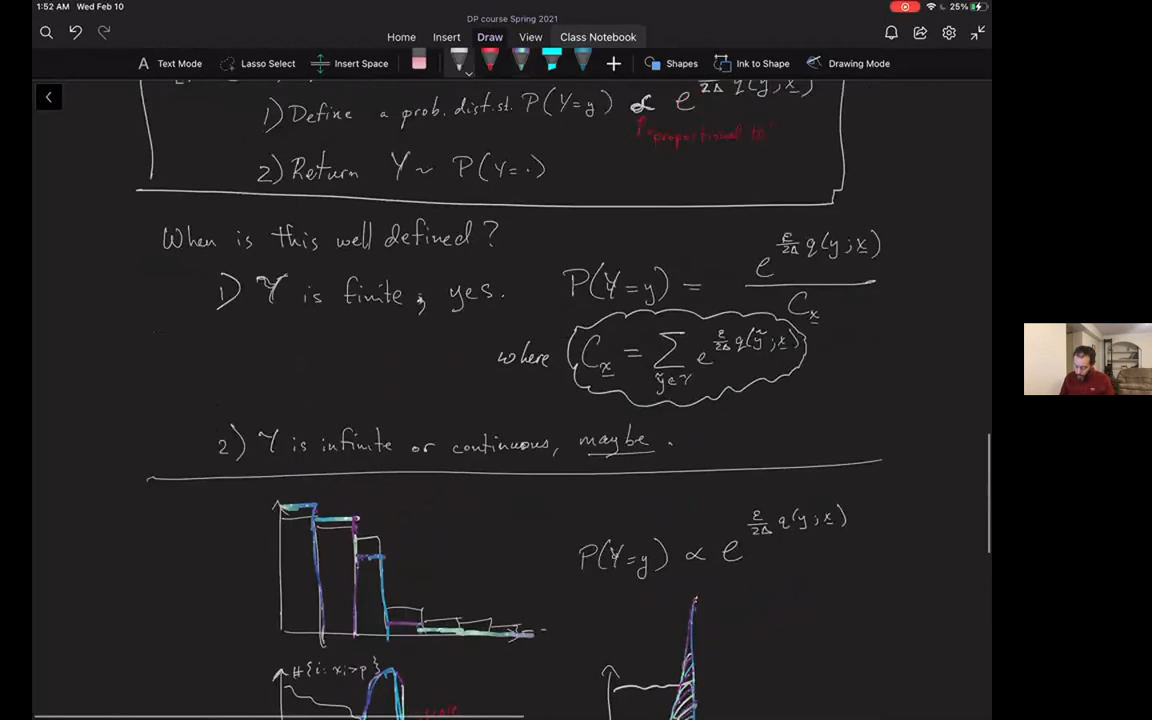 1:52 AM Wed Feb 10
25%
DP course Spring 2021
Home Insert Draw View Class Notebook
Text Mode Lasso Select Insert Space Shapes Ink to Shape Drawing Mode
1) Define a prob. dist. st. P(Y=y) ∝ e^{ε/2Δ q(y;x)}
"proportional to"
2) Return Y ~ P(Y=·)
When is this well defined?
1) Y is finite, yes. P(Y=y) = e^{ε/2Δ q(y;x)} / C_x
where C_x = Σ_{ỹ∈Y} e^{ε/2Δ q(ỹ;x)}
2) Y is infinite or continuous, maybe.
P(Y=y) ∝ e^{ε/2Δ q(y;x)}
#{i: x_i>p}